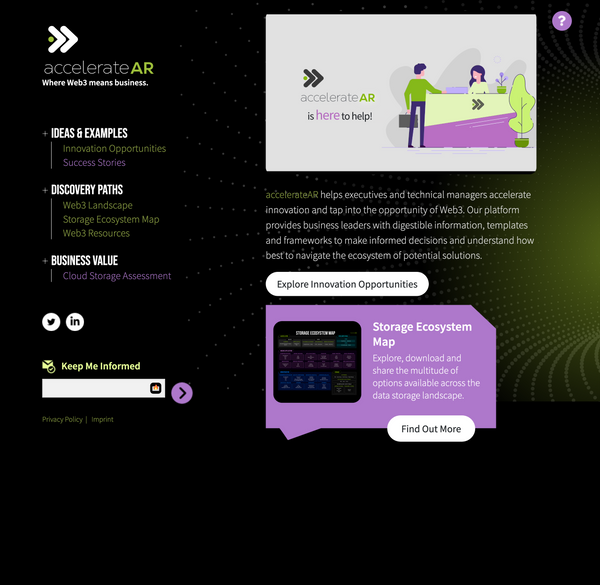 accelerateAR
Where Web3 means business.
+ IDEAS & EXAMPLES
Innovation Opportunities
Success Stories
+ DISCOVERY PATHS
Web3 Landscape
Storage Ecosystem Map
Web3 Resources
+ BUSINESS VALUE
Cloud Storage Assessment
Keep Me Informed
Privacy Policy | Imprint
?
accelerateAR
is here to help!
accelerateAR helps executives and technical managers accelerate
innovation and tap into the opportunity of Web3. Our platform
provides business leaders with digestible information, templates
and frameworks to make informed decisions and understand how
best to navigate the ecosystem of potential solutions.
Explore Innovation Opportunities
STORAGE ECOSYSTEM MAP
Storage Ecosystem
Map
Explore, download and
share the multitude of
options available across the
data storage landscape.
Find Out More